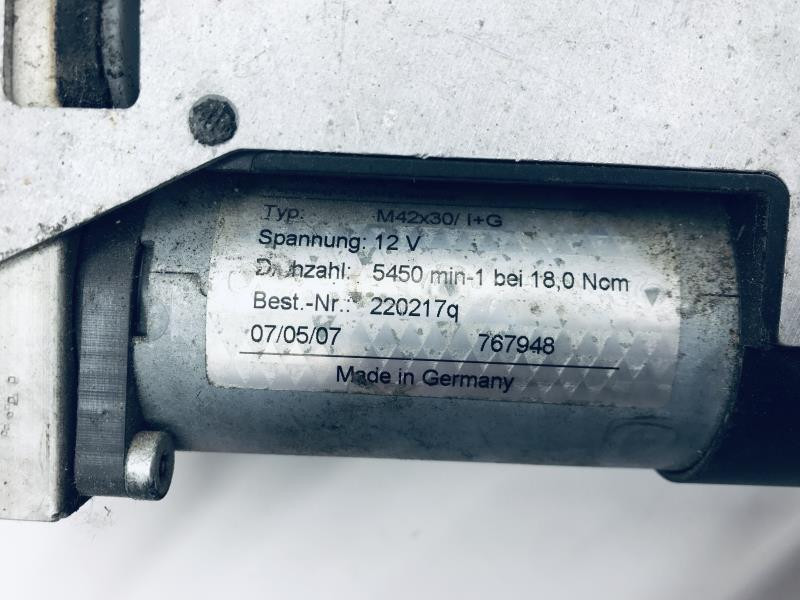 Typ: M42x30/ I+G
Spannung: 12 V
Drehzahl: 5450 min-1 bei 18,0 Ncm
Best.-Nr.: 220217q
07/05/07 767948
Made in Germany